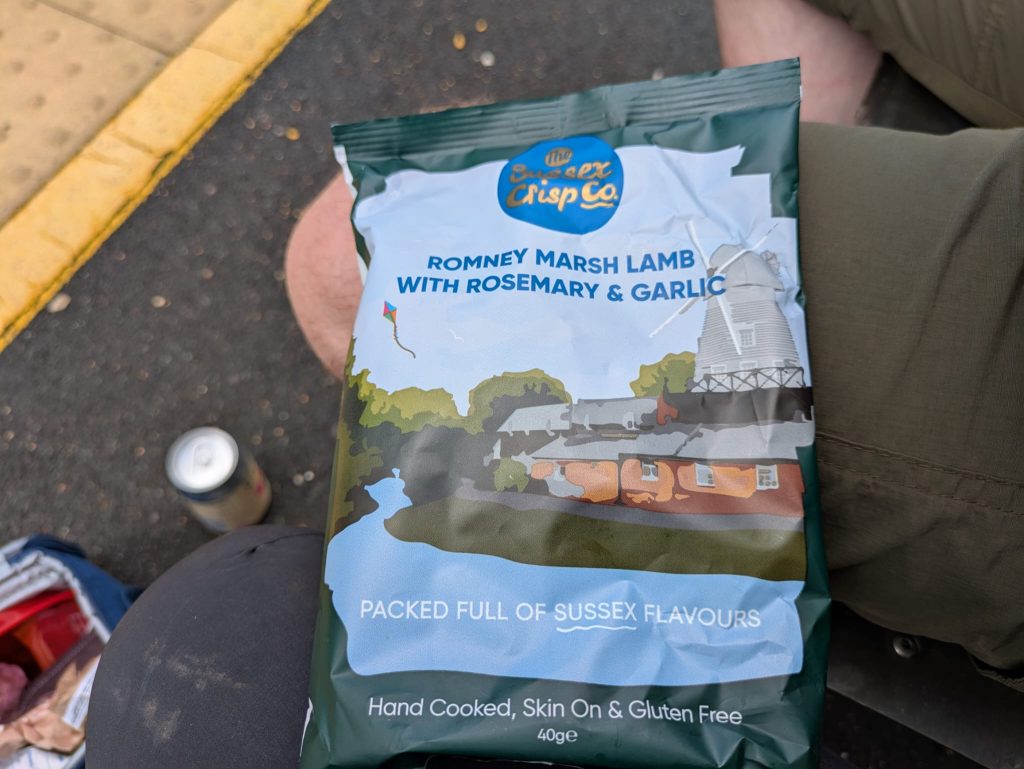 The
Sussex
Crisp Co.
ROMNEY MARSH LAMB
WITH ROSEMARY & GARLIC
PACKED FULL OF SUSSEX FLAVOURS
Hand Cooked, Skin On & Gluten Free
40g℮